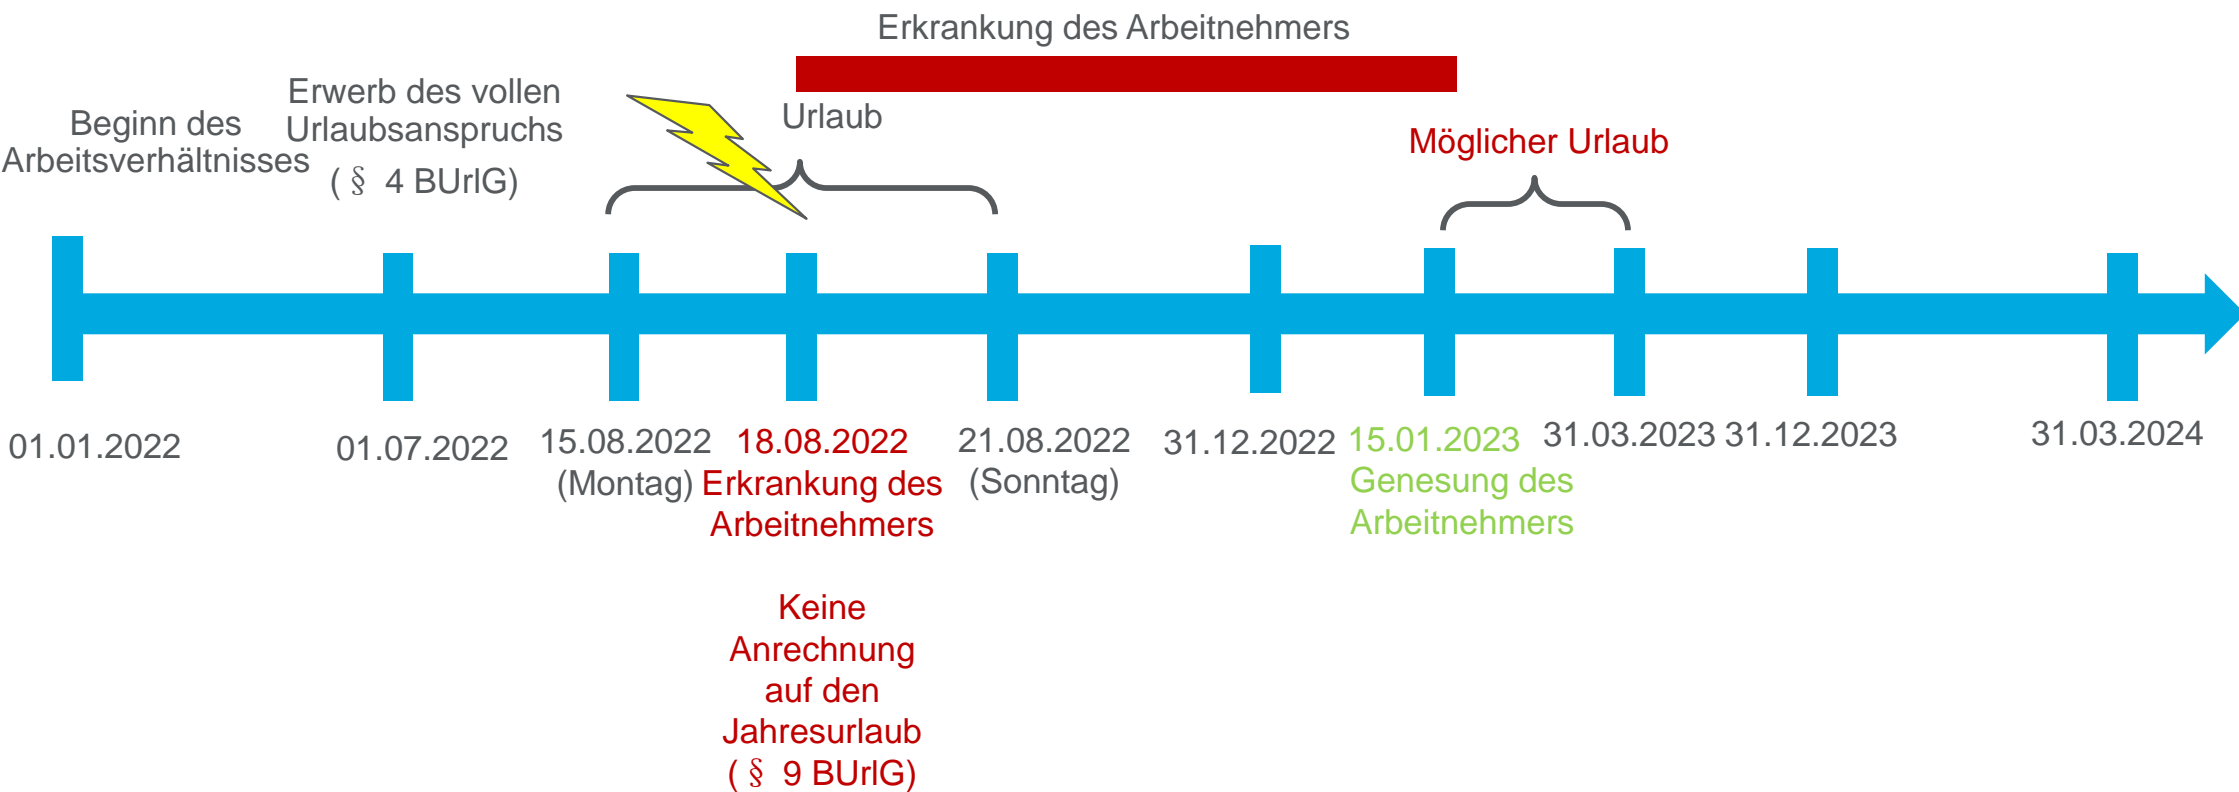 Erkrankung des Arbeitnehmers
Beginn des
Arbeitsverhältnisses
Erwerb des vollen
Urlaubsanspruchs
( § 4 BUrlG)
Urlaub
Möglicher Urlaub
01.01.2022
01.07.2022
15.08.2022
(Montag)
18.08.2022
Erkrankung des
Arbeitnehmers
Keine
Anrechnung
auf den
Jahresurlaub
( § 9 BUrlG)
21.08.2022
(Sonntag)
31.12.2022
15.01.2023
Genesung des
Arbeitnehmers
31.03.2023
31.12.2023
31.03.2024